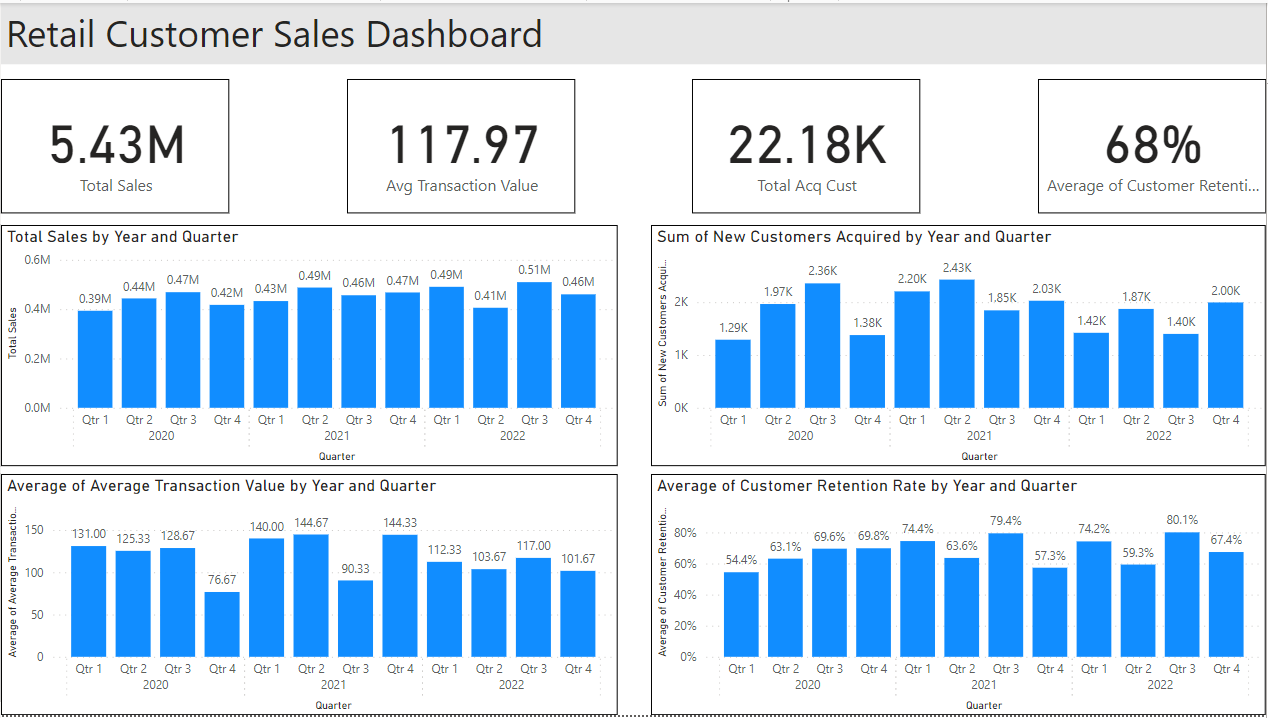 Retail Customer Sales Dashboard
5.43M
Total Sales
117.97
Avg Transaction Value
22.18K
Total Acq Cust
68%
Average of Customer Retenti...
Total Sales by Year and Quarter
Total Sales
0.6M
0.4M
0.2M
0.0M
0.39M 0.44M 0.47M 0.42M 0.43M 0.49M 0.46M 0.47M 0.49M 0.41M 0.51M 0.46M
Qtr 1 Qtr 2 Qtr 3 Qtr 4 Qtr 1 Qtr 2 Qtr 3 Qtr 4 Qtr 1 Qtr 2 Qtr 3 Qtr 4
2020 2021 2022
Quarter
Sum of New Customers Acquired by Year and Quarter
Sum of New Customers Acqui...
2K
1K
0K
1.29K 1.97K 2.36K 1.38K 2.20K 2.43K 1.85K 2.03K 1.42K 1.87K 1.40K 2.00K
Qtr 1 Qtr 2 Qtr 3 Qtr 4 Qtr 1 Qtr 2 Qtr 3 Qtr 4 Qtr 1 Qtr 2 Qtr 3 Qtr 4
2020 2021 2022
Quarter
Average of Average Transaction Value by Year and Quarter
Average of Average Transactio...
150
100
50
0
131.00 125.33 128.67 76.67 140.00 144.67 90.33 144.33 112.33 103.67 117.00 101.67
Qtr 1 Qtr 2 Qtr 3 Qtr 4 Qtr 1 Qtr 2 Qtr 3 Qtr 4 Qtr 1 Qtr 2 Qtr 3 Qtr 4
2020 2021 2022
Quarter
Average of Customer Retention Rate by Year and Quarter
Average of Customer Retentio...
80%
60%
40%
20%
0%
54.4% 63.1% 69.6% 69.8% 74.4% 63.6% 79.4% 57.3% 74.2% 59.3% 80.1% 67.4%
Qtr 1 Qtr 2 Qtr 3 Qtr 4 Qtr 1 Qtr 2 Qtr 3 Qtr 4 Qtr 1 Qtr 2 Qtr 3 Qtr 4
2020 2021 2022
Quarter